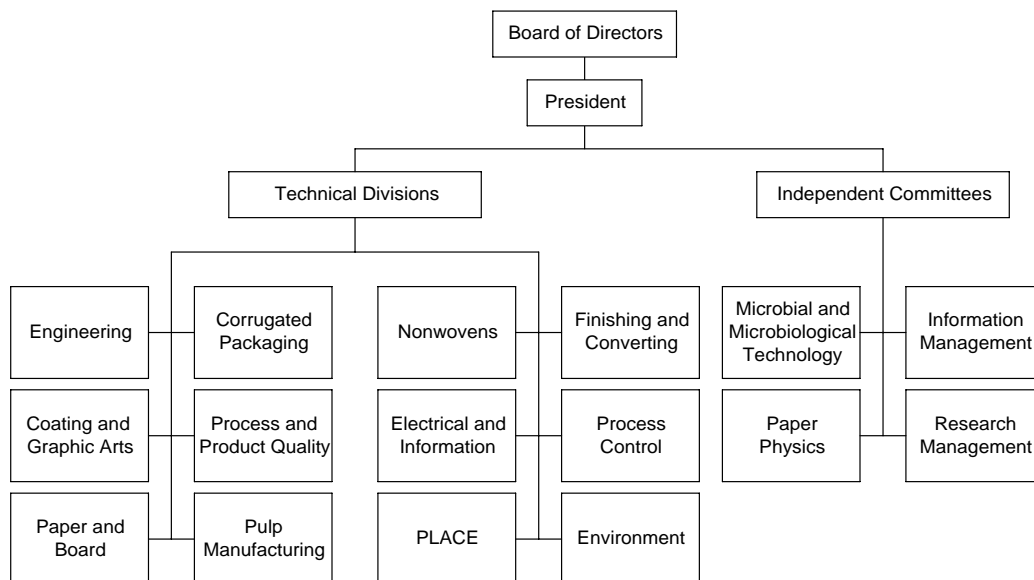 Board of Directors
President
Technical Divisions
Independent Committees
Engineering
Corrugated
Packaging
Nonwovens
Finishing and
Converting
Microbial and
Microbiological
Technology
Information
Management
Coating and
Graphic Arts
Process and
Product Quality
Electrical and
Information
Process
Control
Paper
Physics
Research
Management
Paper and
Board
Pulp
Manufacturing
PLACE
Environment